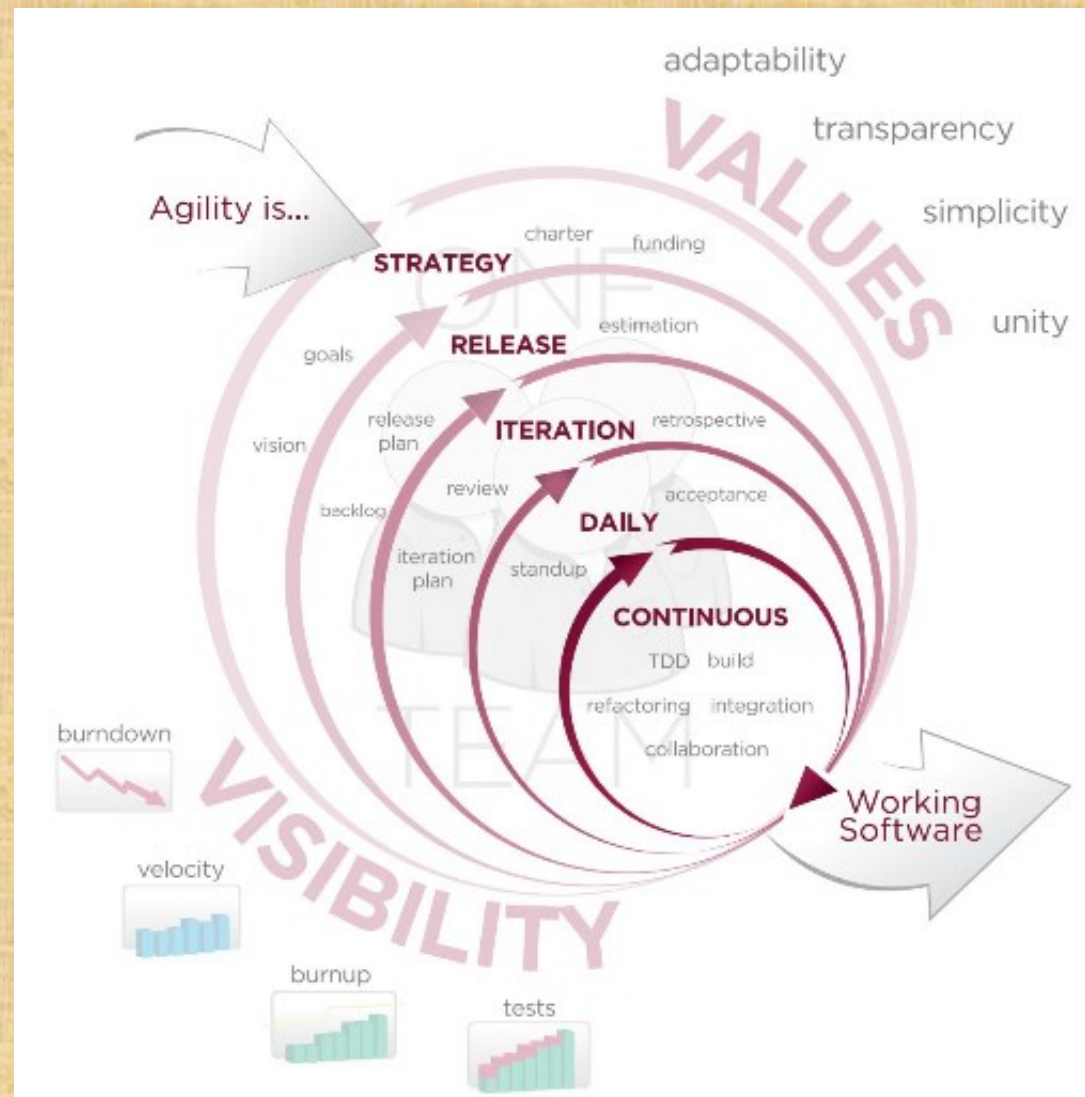 adaptability
VALUES
transparency
simplicity
unity
Agility is...
charter
funding
STRATEGY
ONE
goals
estimation
RELEASE
vision
release
plan
retrospective
ITERATION
backlog
review
acceptance
DAILY
iteration
plan
standup
CONTINUOUS
TDD build
refactoring integration
TEAM
collaboration
burndown
VISIBILITY
Working
Software
velocity
burnup
tests